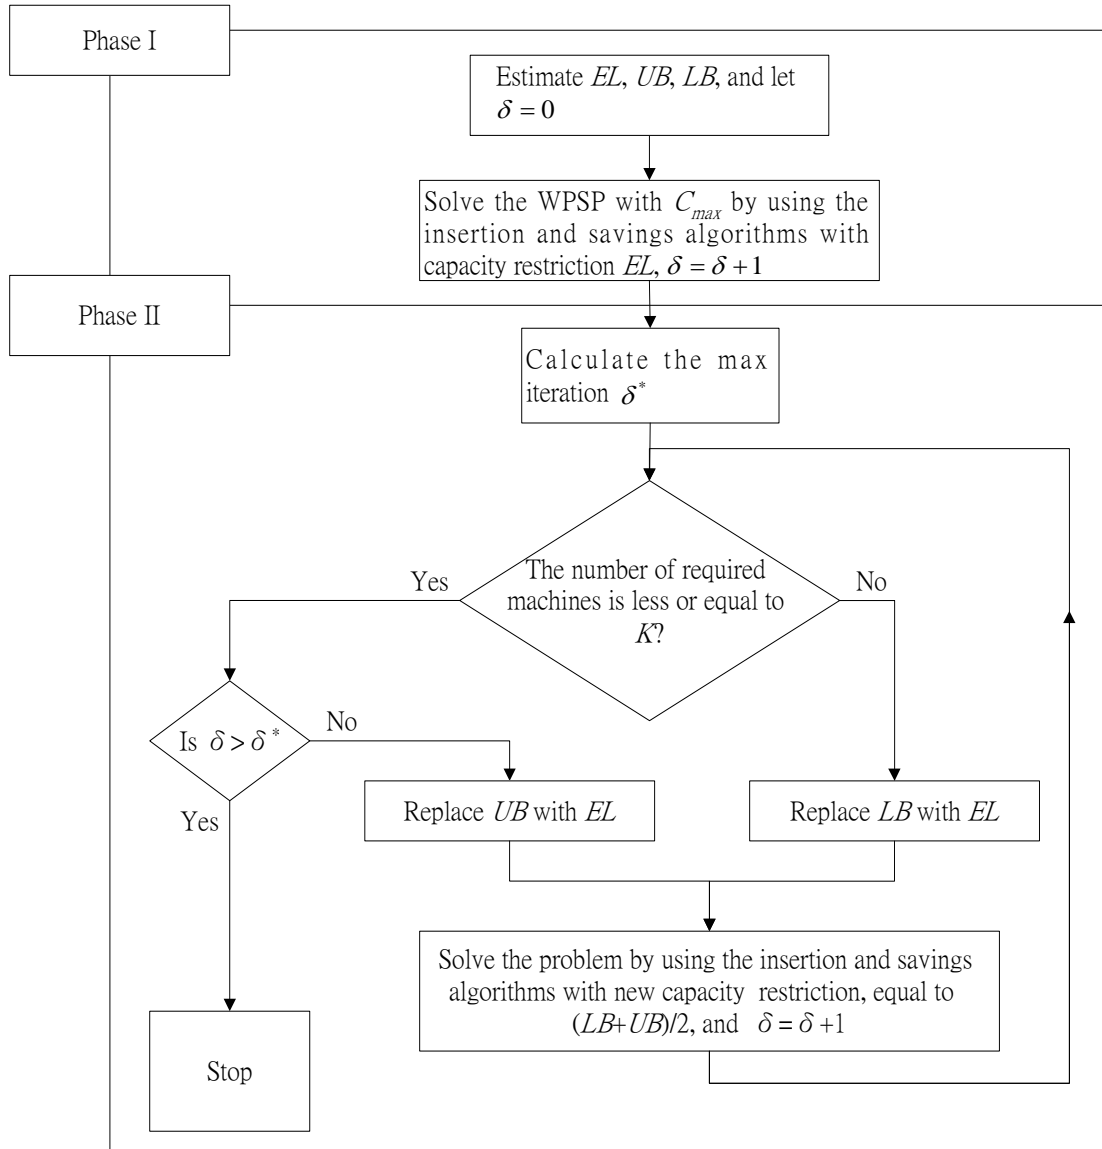 Phase I
Estimate EL, UB, LB, and let
δ = 0
Solve the WPSP with C_max by using the
insertion and savings algorithms with
capacity restriction EL, δ = δ + 1
Phase II
Calculate the max
iteration δ*
The number of required
machines is less or equal to
K?
Yes
No
Is δ > δ*
No
Yes
Replace UB with EL
Replace LB with EL
Solve the problem by using the insertion and savings
algorithms with new capacity restriction, equal to
(LB+UB)/2, and δ = δ +1
Stop